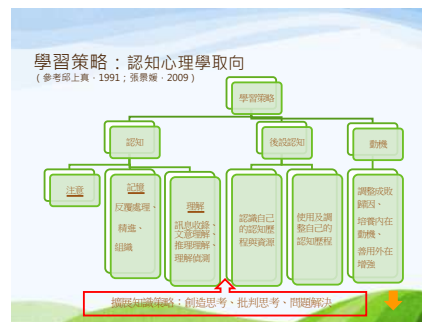 學習策略：認知心理學取向
（參考邱上真，1991；張景媛，2009）
學習策略
認知
後設認知
動機
注意
記憶
反覆處理、
精進、
組織
理解
訊息收錄、
文意理解、
推理理解、
理解偵測
認識自己
的認知歷
程與資源
使用及調
整自己的
認知歷程
調整成敗
歸因、
培養內在
動機、
善用外在
增強
擴展知識策略：創造思考、批判思考、問題解決